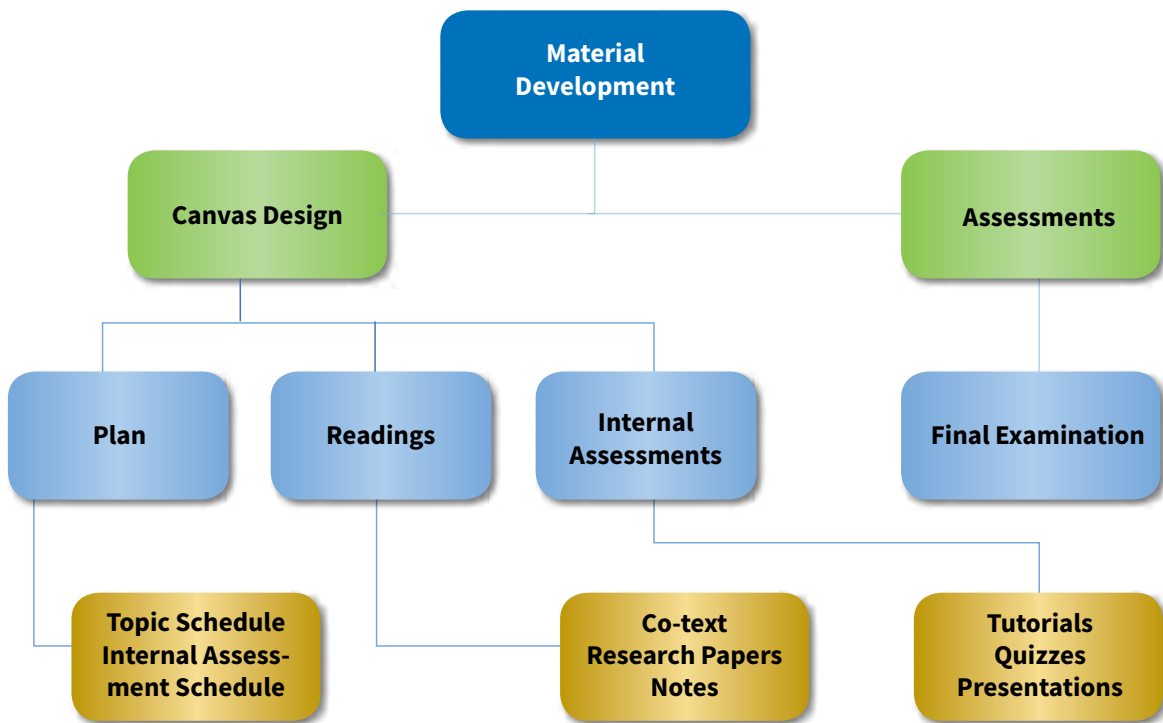 Material
Development
Canvas Design
Assessments
Plan
Readings
Internal
Assessments
Final Examination
Topic Schedule
Internal Assess-
ment Schedule
Co-text
Research Papers
Notes
Tutorials
Quizzes
Presentations